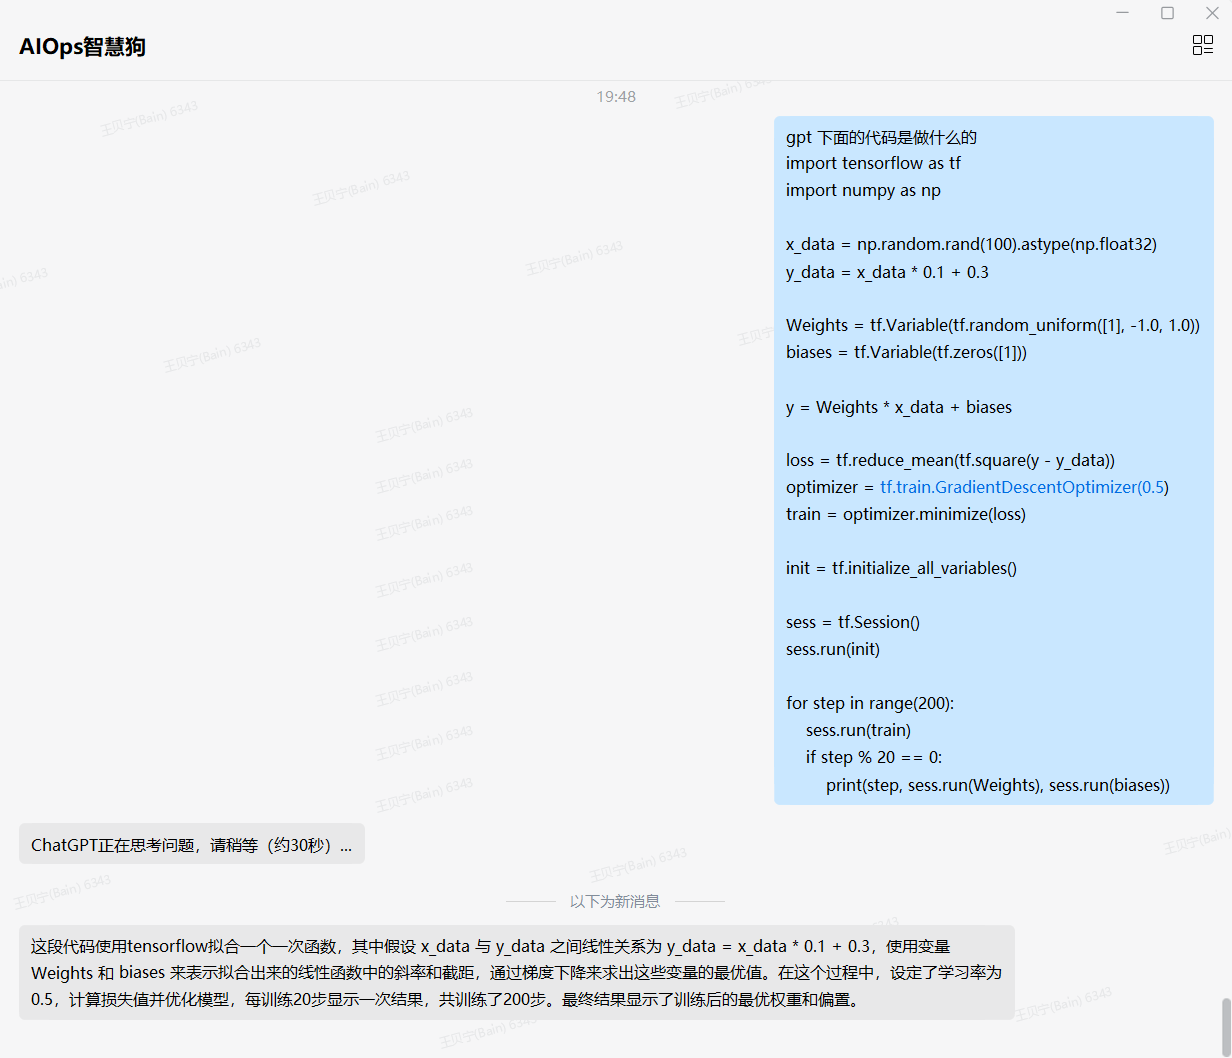 AIOps智慧狗
19:48
王贝宁(Bain) 6343
gpt 下面的代码是做什么的
import tensorflow as tf
import numpy as np
x_data = np.random.rand(100).astype(np.float32)
y_data = x_data * 0.1 + 0.3
Weights = tf.Variable(tf.random_uniform([1], -1.0, 1.0))
biases = tf.Variable(tf.zeros([1]))
y = Weights * x_data + biases
loss = tf.reduce_mean(tf.square(y - y_data))
optimizer = tf.train.GradientDescentOptimizer(0.5)
train = optimizer.minimize(loss)
init = tf.initialize_all_variables()
sess = tf.Session()
sess.run(init)
for step in range(200):
sess.run(train)
if step % 20 == 0:
print(step, sess.run(Weights), sess.run(biases))
ChatGPT正在思考问题，请稍等（约30秒）...
以下为新消息
这段代码使用tensorflow拟合一个一次函数，其中假设 x_data 与 y_data 之间线性关系为 y_data = x_data * 0.1 + 0.3，使用变量
Weights 和 biases 来表示拟合出来的线性函数中的斜率和截距，通过梯度下降来求出这些变量的最优值。在这个过程中，设定了学习率为
0.5，计算损失值并优化模型，每训练20步显示一次结果，共训练了200步。最终结果显示了训练后的最优权重和偏置。